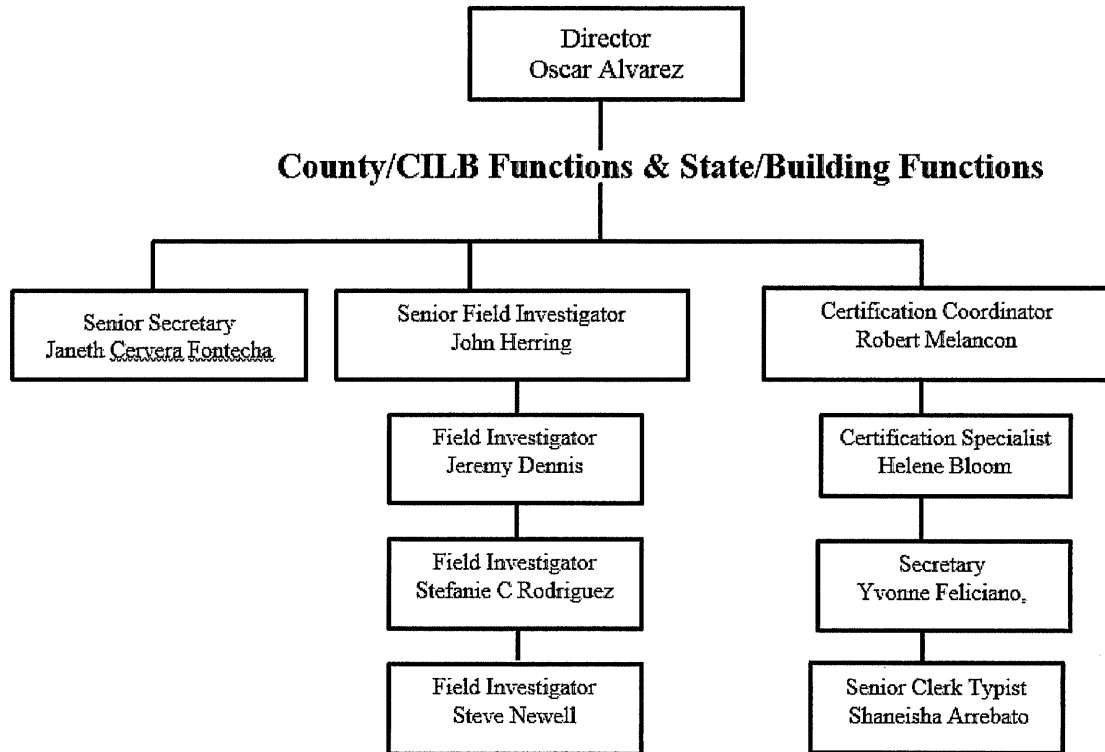 Director
Oscar Alvarez
County/CILB Functions & State/Building Functions
Senior Secretary
Janeth Cervera Fontecha
Senior Field Investigator
John Herring
Certification Coordinator
Robert Melancon
Field Investigator
Jeremy Dennis
Certification Specialist
Helene Bloom
Field Investigator
Stefanie C Rodriguez
Secretary
Yvonne Feliciano,
Field Investigator
Steve Newell
Senior Clerk Typist
Shaneisha Arrebato